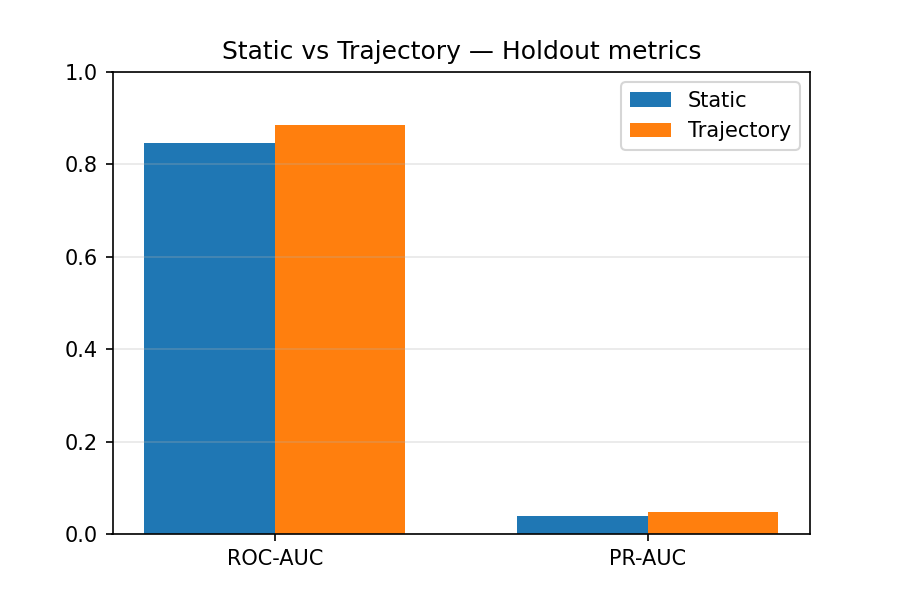 Static vs Trajectory — Holdout metrics
1.0
0.8
0.6
0.4
0.2
0.0
Static
Trajectory
ROC-AUC
PR-AUC